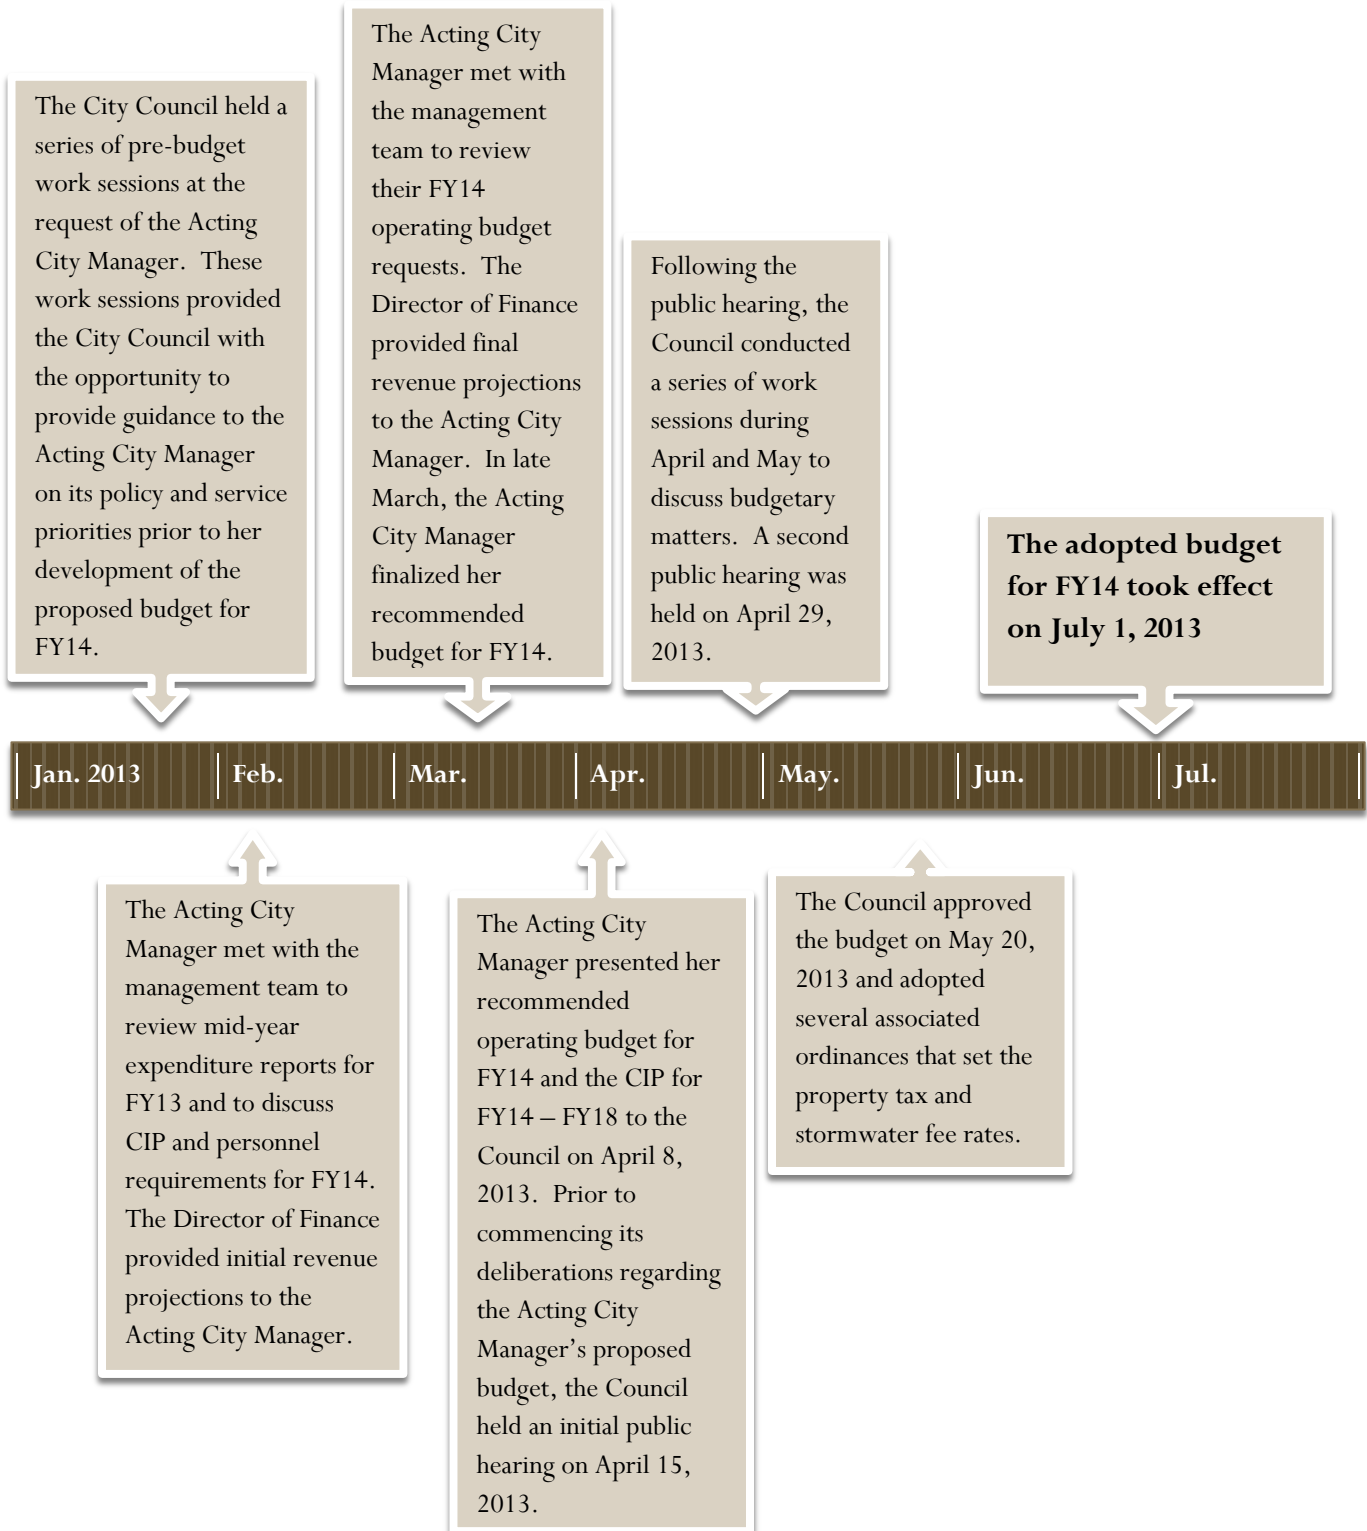 The City Council held a
series of pre-budget
work sessions at the
request of the Acting
City Manager.  These
work sessions provided
the City Council with
the opportunity to
provide guidance to the
Acting City Manager
on its policy and service
priorities prior to her
development of the
proposed budget for
FY14.
The Acting City
Manager met with
the management
team to review
their FY14
operating budget
requests.  The
Director of Finance
provided final
revenue projections
to the Acting City
Manager.  In late
March, the Acting
City Manager
finalized her
recommended
budget for FY14.
Following the
public hearing, the
Council conducted
a series of work
sessions during
April and May to
discuss budgetary
matters.  A second
public hearing was
held on April 29,
2013.
The adopted budget
for FY14 took effect
on July 1, 2013
Jan. 2013
Feb.
Mar.
Apr.
May.
Jun.
Jul.
The Acting City
Manager met with the
management team to
review mid-year
expenditure reports for
FY13 and to discuss
CIP and personnel
requirements for FY14.
The Director of Finance
provided initial revenue
projections to the
Acting City Manager.
The Acting City
Manager presented her
recommended
operating budget for
FY14 and the CIP for
FY14 – FY18 to the
Council on April 8,
2013.  Prior to
commencing its
deliberations regarding
the Acting City
Manager’s proposed
budget, the Council
held an initial public
hearing on April 15,
2013.
The Council approved
the budget on May 20,
2013 and adopted
several associated
ordinances that set the
property tax and
stormwater fee rates.